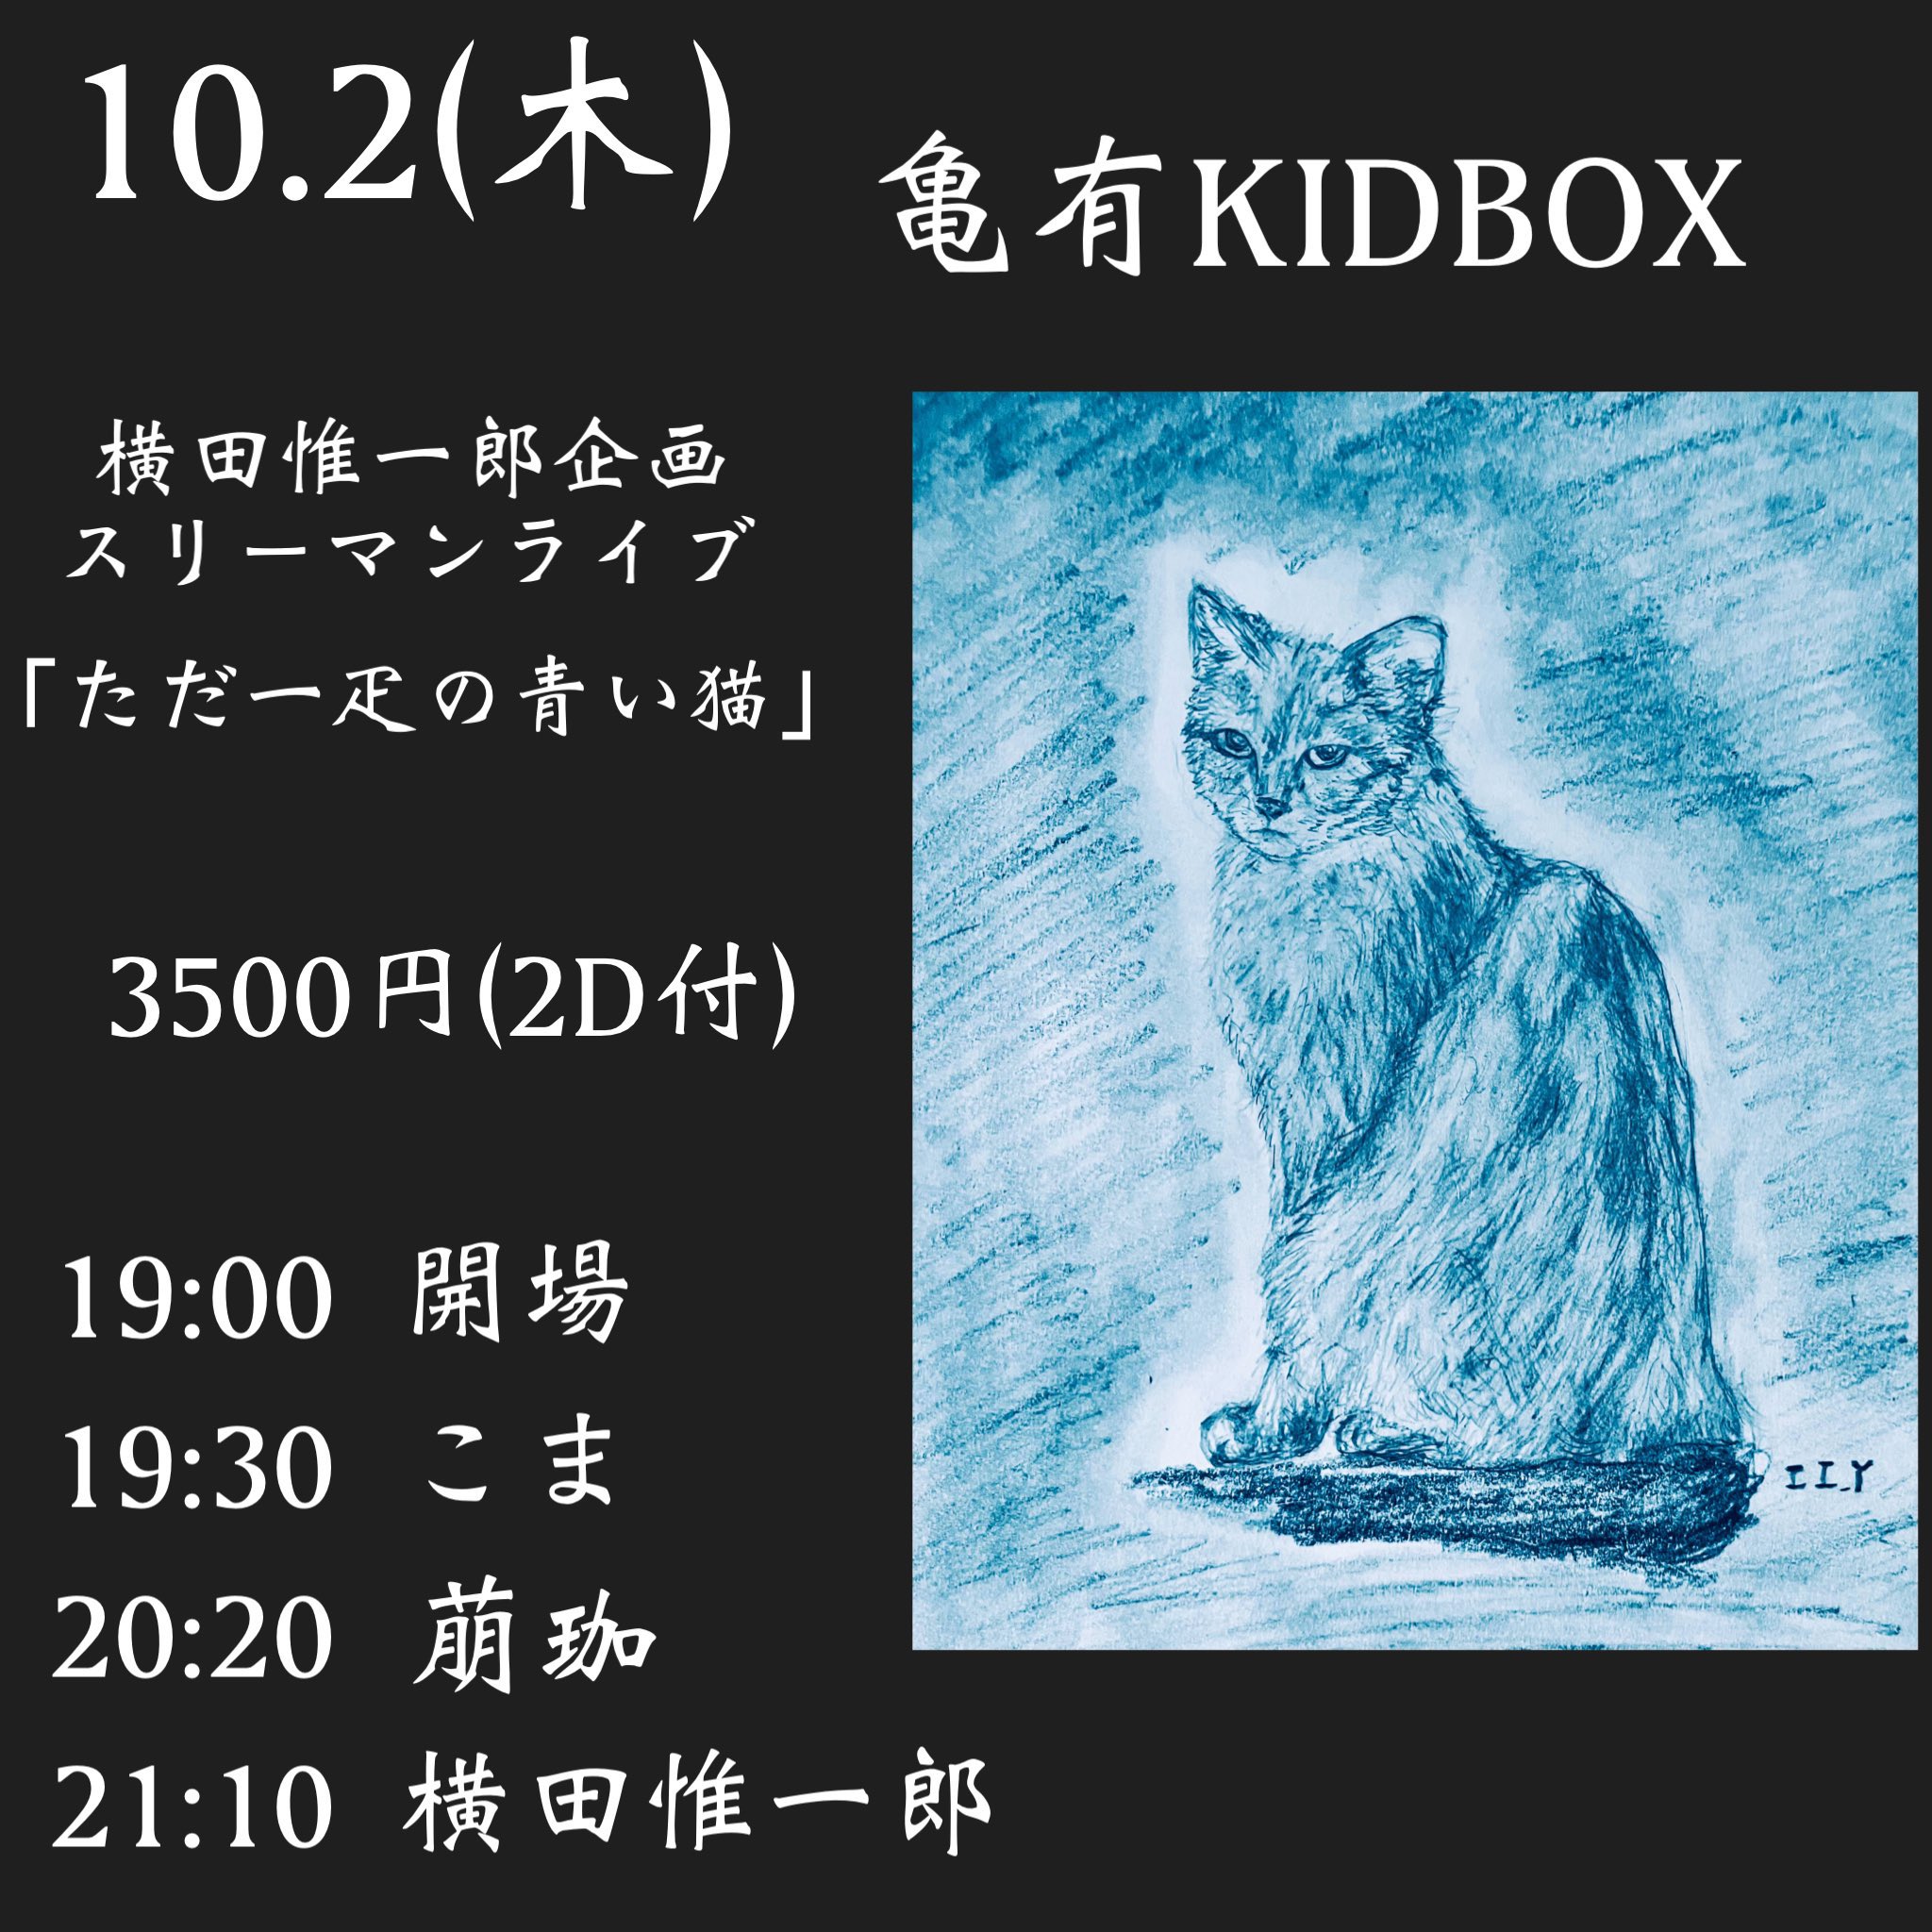 10.2(木)
亀有KIDBOX
横田惟一郎企画
スリーマンライブ
「ただ一疋の青い猫」
3500円(2D付)
19:00 開場
19:30 こま
20:20 萠珈
21:10 横田惟一郎
I I.Y